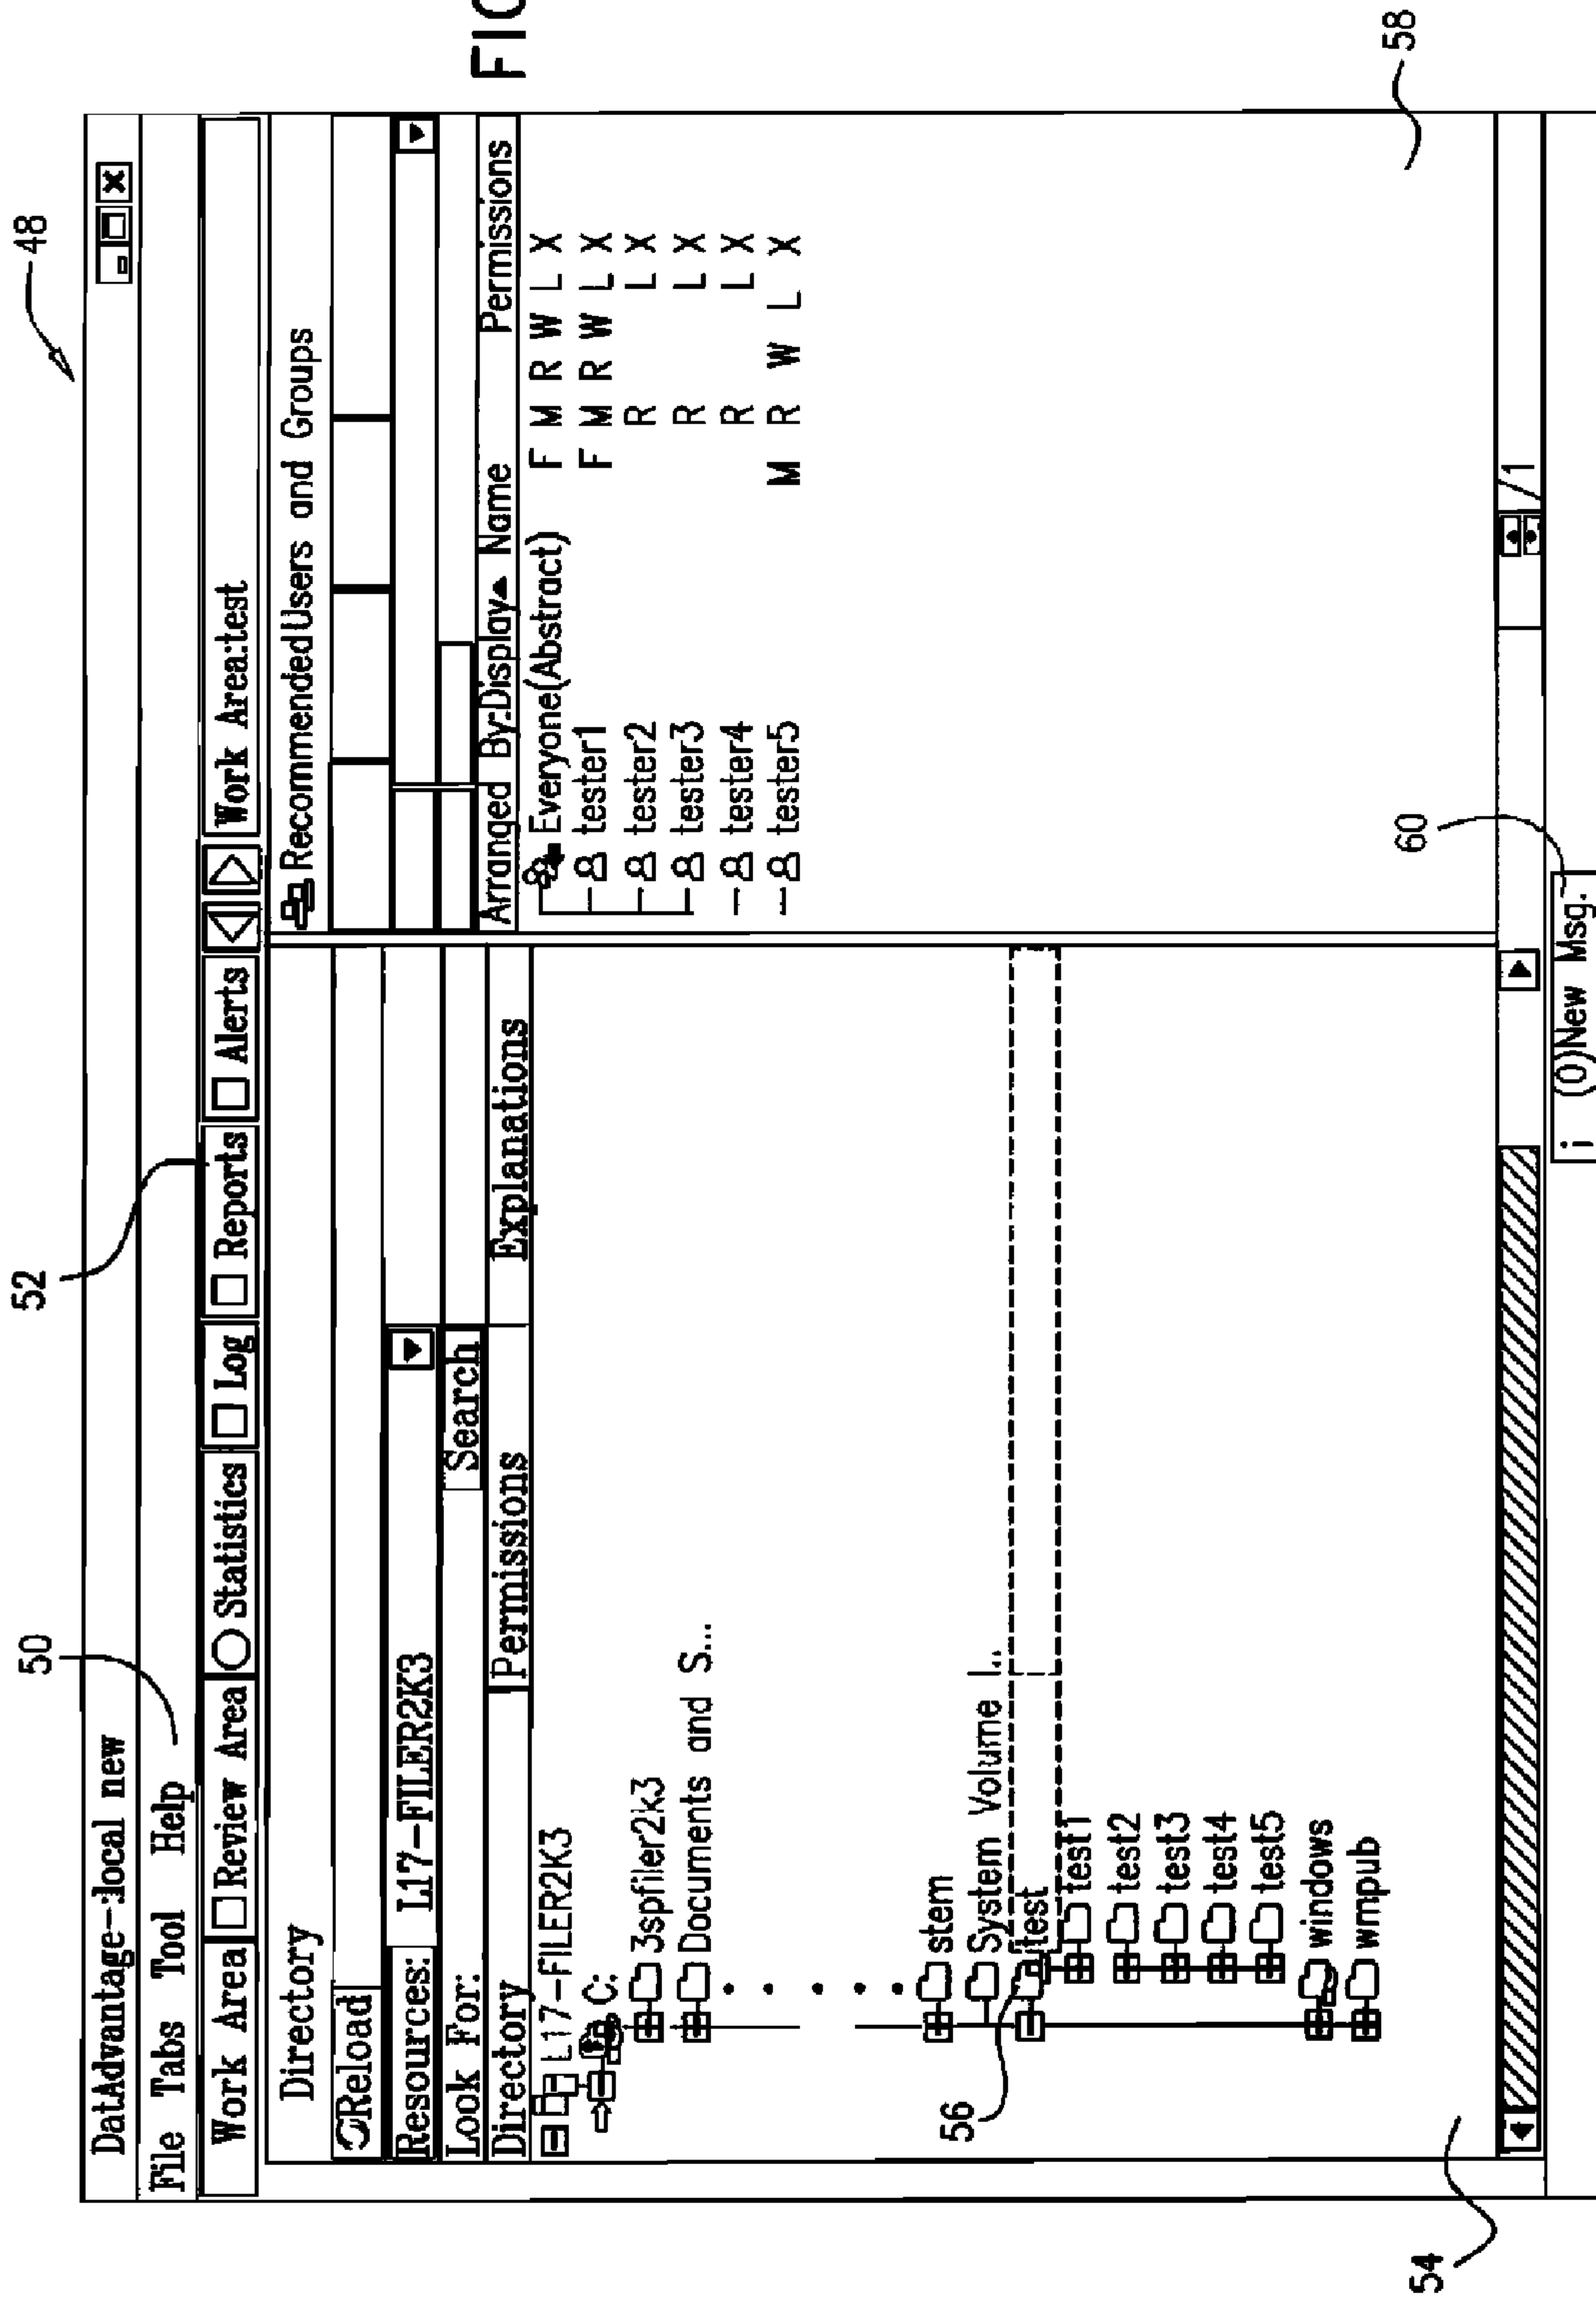 48
52
50
FIG
DatAdvantage-:local new
File Tabs Tool Help
Work Area Review Area Statistics Log Reports Alerts Work Area:test
Directory
Recommended Users and Groups
Reload
Resources: L17-FILER2K3
Look For: Search
Directory Permissions Explanations
Arranged By:Display Name Permissions
L17-FILER2K3
C:
3spfiler2k3
Documents and S...
stem
System Volume I..
test
test1
test2
test3
test4
test5
windows
wmpub
Everyone(Abstract) F M R W L X
tester1 F M R W L X
tester2 R L X
tester3 R L X
tester4 R L X
tester5 M R W L X
56
/1
i (0)New Msg.
54
60
58